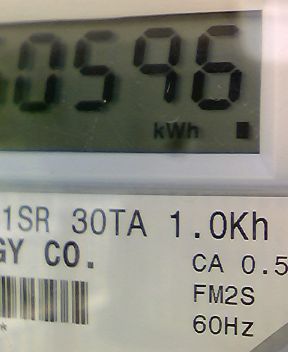 0596
kWh
1SR 30TA 1.0Kh
GY CO.
CA 0.5
FM2S
60Hz